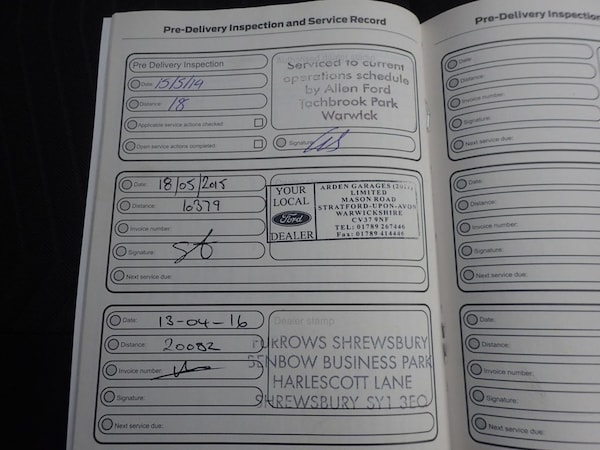 Pre-Delivery Inspection and Service Record
Pre Delivery Inspection
Date: 15/5/14
Distance: 18
Applicable service actions checked:
Open service actions completed:
Serviced to current
operations schedule
by Allen Ford
Tachbrook Park
Warwick
Signature:
Date: 18/05/2015
Distance: 10379
Invoice number:
Signature:
Next service due:
YOUR
LOCAL
Ford
DEALER
ARDEN GARAGES
LIMITED
MASON ROAD
STRATFORD-UPON-AVON
WARWICKSHIRE
CV37 9NF
TEL: 01789 267446
Fax: 01789 414446
Date: 13-04-16
Distance: 20082
Invoice number:
Signature:
Next service due:
Dealer stamp:
FURROWS SHREWSBURY
BENBOW BUSINESS PARK
HARLESCOTT LANE
SHREWSBURY SY1 3EQ
Pre-Delivery Inspection
Date:
Distance:
Invoice number:
Signature:
Next service due:
Date:
Distance:
Invoice number:
Signature:
Next service due:
Date:
Distance:
Invoice number:
Signature:
Next service due: